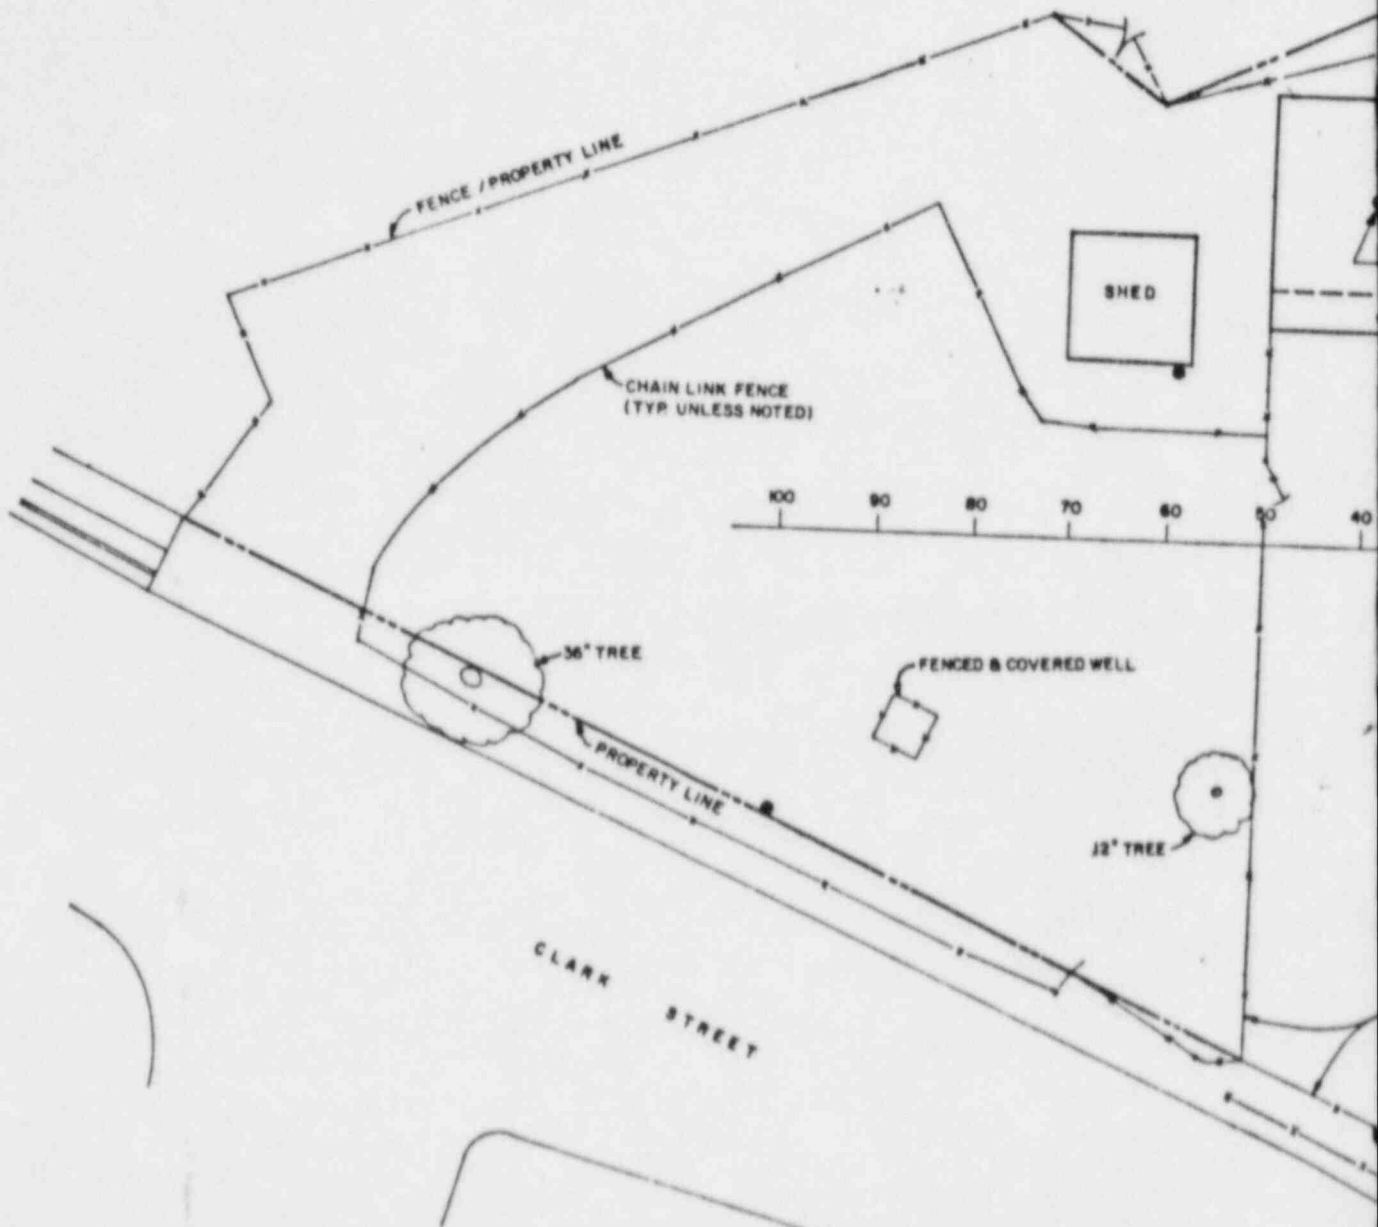 FENCE / PROPERTY LINE
SHED
CHAIN LINK FENCE
(TYP. UNLESS NOTED)
100 90 80 70 60 50 40
36" TREE
FENCED & COVERED WELL
PROPERTY LINE
12" TREE
CLARK STREET